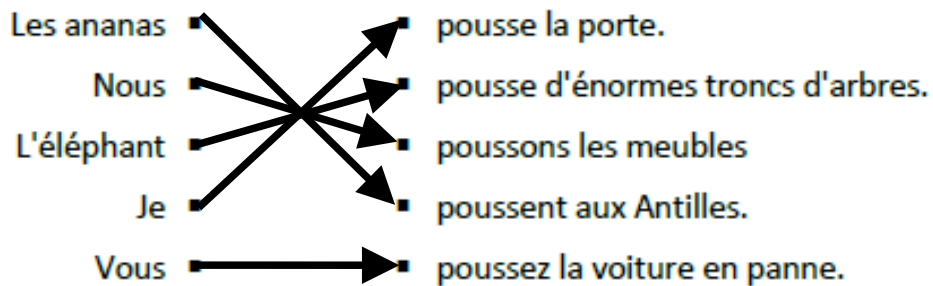 Les ananas ▪ ▪ pousse la porte.
Nous ▪ ▪ pousse d'énormes troncs d'arbres.
L'éléphant ▪ ▪ poussons les meubles
Je ▪ ▪ poussent aux Antilles.
Vous ▪ ▪ poussez la voiture en panne.